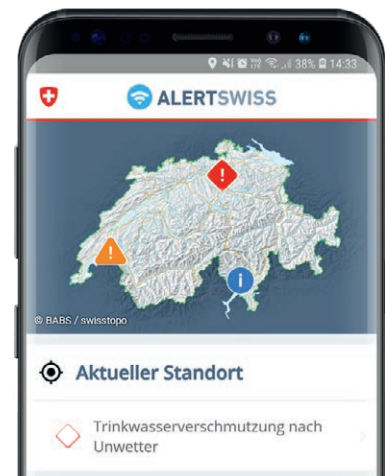 38% 14:33
ALERTSWISS
!
!
i
© BABS / swisstopo
Aktueller Standort
Trinkwasserverschmutzung nach
Unwetter